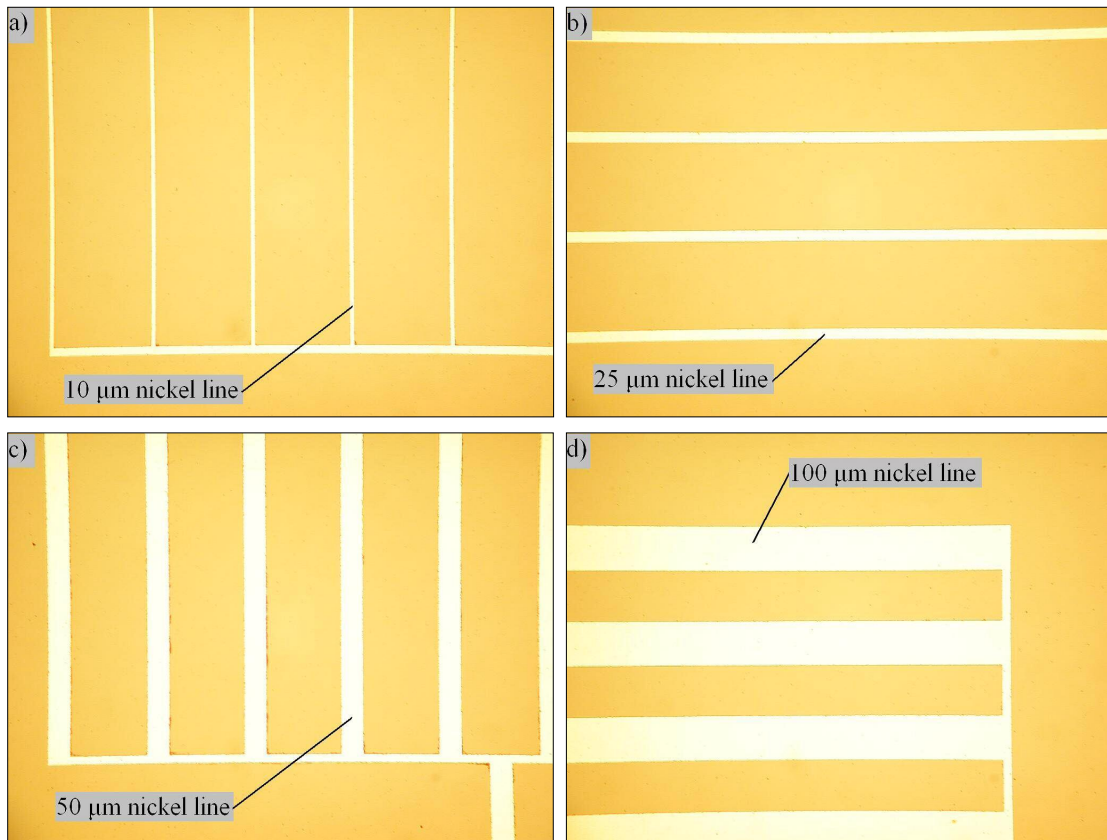 a)
10 μm nickel line
b)
25 μm nickel line
c)
50 μm nickel line
d)
100 μm nickel line